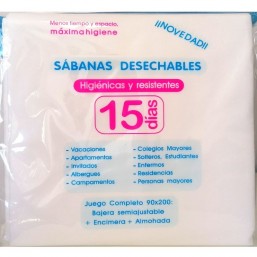 Menos tiempo y espacio,
máxima higiene
¡¡NOVEDAD!!
SÁBANAS DESECHABLES
Higiénicas y resistentes
15 días
- Vacaciones
- Apartamentos
- Invitados
- Albergues
- Campamentos
- Colegios Mayores
- Solteros, Estudiantes
- Enfermos
- Residencias
- Personas mayores
Juego Completo 90x200:
Bajera semiajustable
+ Encimera + Almohada